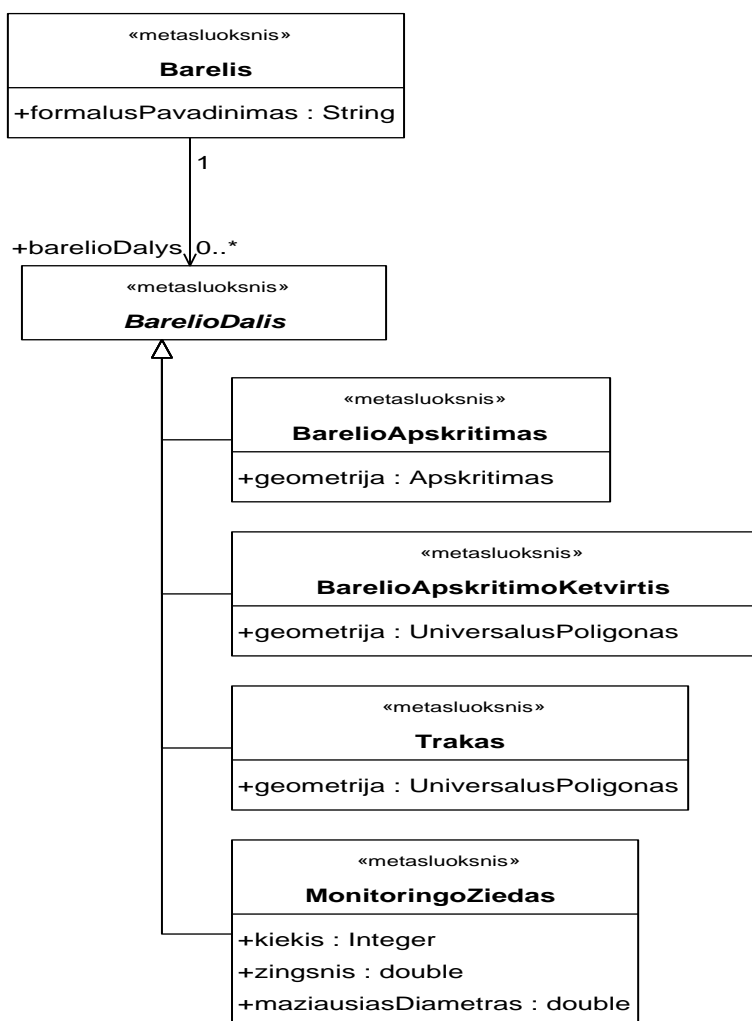 «metasluoksnis»
Barelis
+formalusPavadinimas : String
1
+barelioDalys 0..*
«metasluoksnis»
BarelioDalis
«metasluoksnis»
BarelioApskritimas
+geometrija : Apskritimas
«metasluoksnis»
BarelioApskritimoKetvirtis
+geometrija : UniversalusPoligonas
«metasluoksnis»
Trakas
+geometrija : UniversalusPoligonas
«metasluoksnis»
MonitoringoZiedas
+kiekis : Integer
+zingsnis : double
+maziausiasDiametras : double